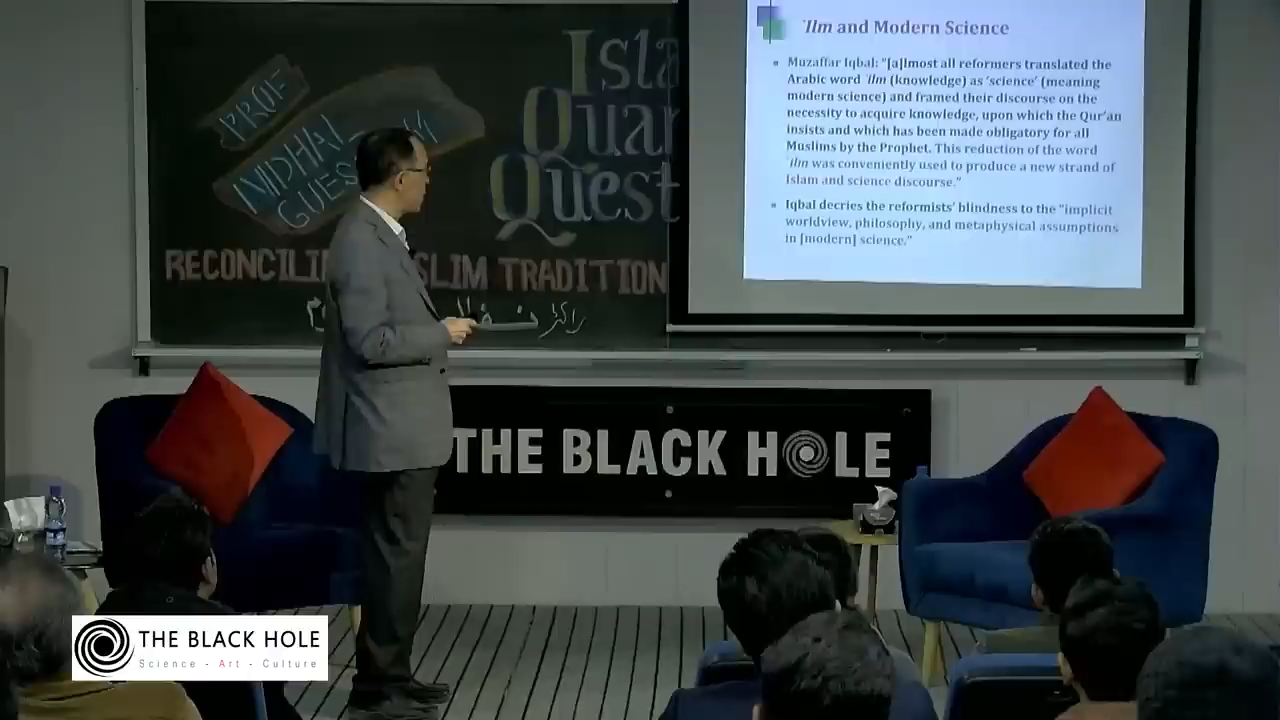 PROF
NIDHAL
GUES
Isla
Quan
Quest
RECONCILI SLIM TRADITION
ڈاکٹر
`Ilm and Modern Science
Muzaffar Iqbal: "[a]lmost all reformers translated the
Arabic word `ilm (knowledge) as 'science' (meaning
modern science) and framed their discourse on the
necessity to acquire knowledge, upon which the Qur'an
insists and which has been made obligatory for all
Muslims by the Prophet. This reduction of the word
`ilm was conveniently used to produce a new strand of
Islam and science discourse."
Iqbal decries the reformists' blindness to the "implicit
worldview, philosophy, and metaphysical assumptions
in [modern] science."
THE BLACK HOLE
THE BLACK HOLE
Science - Art - Culture